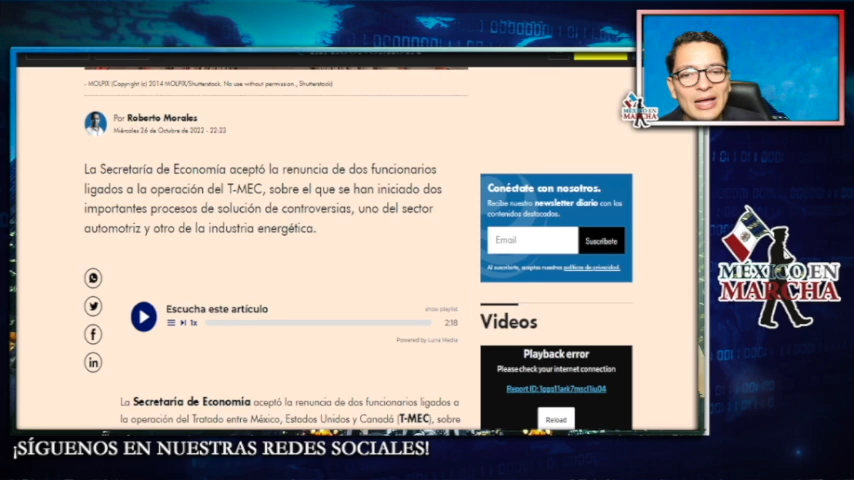 - MOLPIX (Copyright (c) 2014 MOLPIX/Shutterstock. No use without permission., Shutterstock)
Por Roberto Morales
Miércoles 26 de Octubre de 2022 - 22:23
La Secretaría de Economía aceptó la renuncia de dos funcionarios
ligados a la operación del T-MEC, sobre el que se han iniciado dos
importantes procesos de solución de controversias, uno del sector
automotriz y otro de la industria energética.
Escucha este artículo
show playlist
1x
2:18
Powered by
La Secretaría de Economía aceptó la renuncia de dos funcionarios ligados a
la operación del Tratado entre México, Estados Unidos y Canadá (T-MEC), sobre
Conéctate con nosotros.
Recibe nuestro newsletter diario con los
contenidos destacados.
Email
Suscríbete
Al suscribirte, aceptas nuestras políticas de privacidad.
Videos
Playback error
Please check your internet connection
Reload
MÉXICO EN
MARCHA
MÉXICO EN
MARCHA
¡SÍGUENOS EN NUESTRAS REDES SOCIALES!